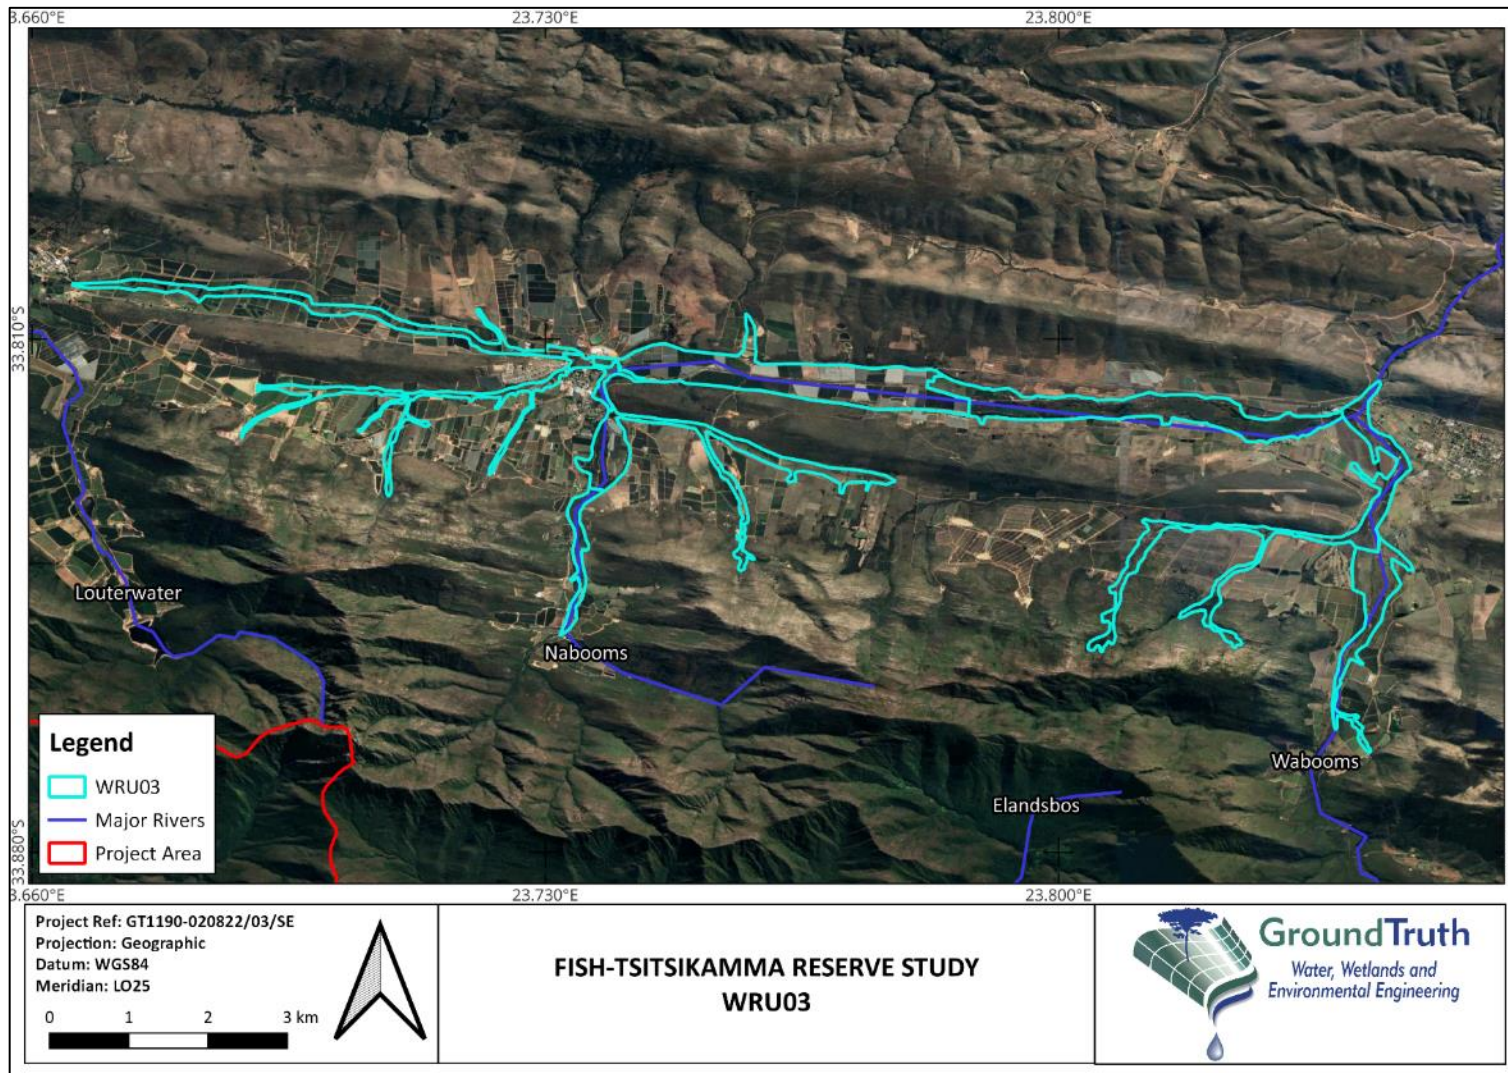 3.660°E 23.730°E 23.800°E
33.810°S
33.880°S
Louterwater
Nabooms
Wabooms
Elandsbos
Legend
WRU03
Major Rivers
Project Area
3.660°E 23.730°E 23.800°E
Project Ref: GT1190-020822/03/SE
Projection: Geographic
Datum: WGS84
Meridian: LO25
0 1 2 3 km
FISH-TSITSIKAMMA RESERVE STUDY
WRU03
GroundTruth
Water, Wetlands and
Environmental Engineering